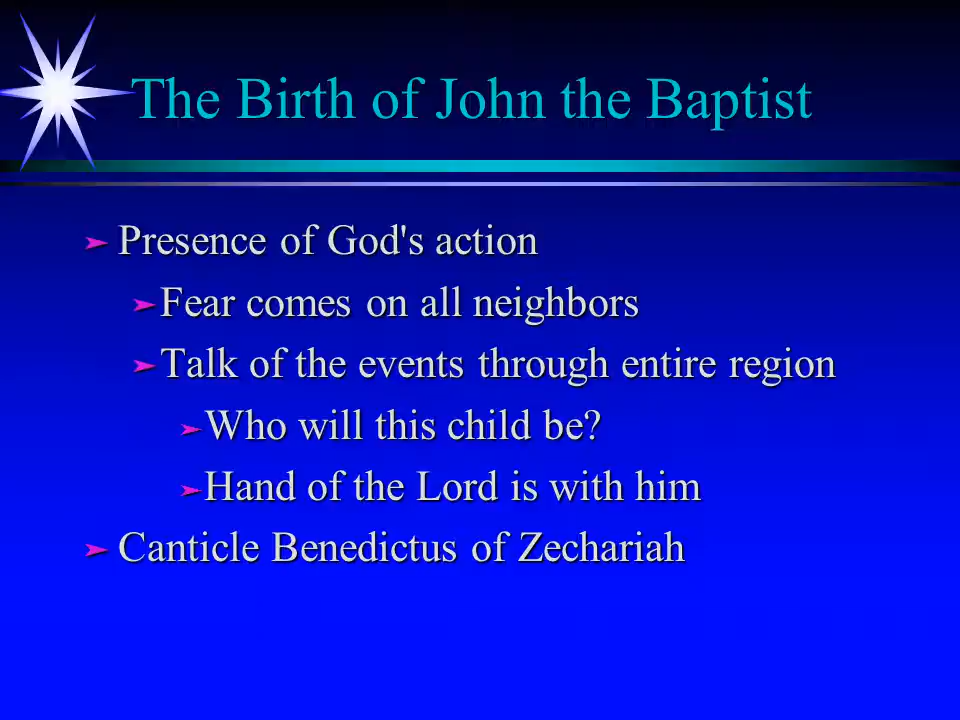 The Birth of John the Baptist
Presence of God's action
Fear comes on all neighbors
Talk of the events through entire region
Who will this child be?
Hand of the Lord is with him
Canticle Benedictus of Zechariah